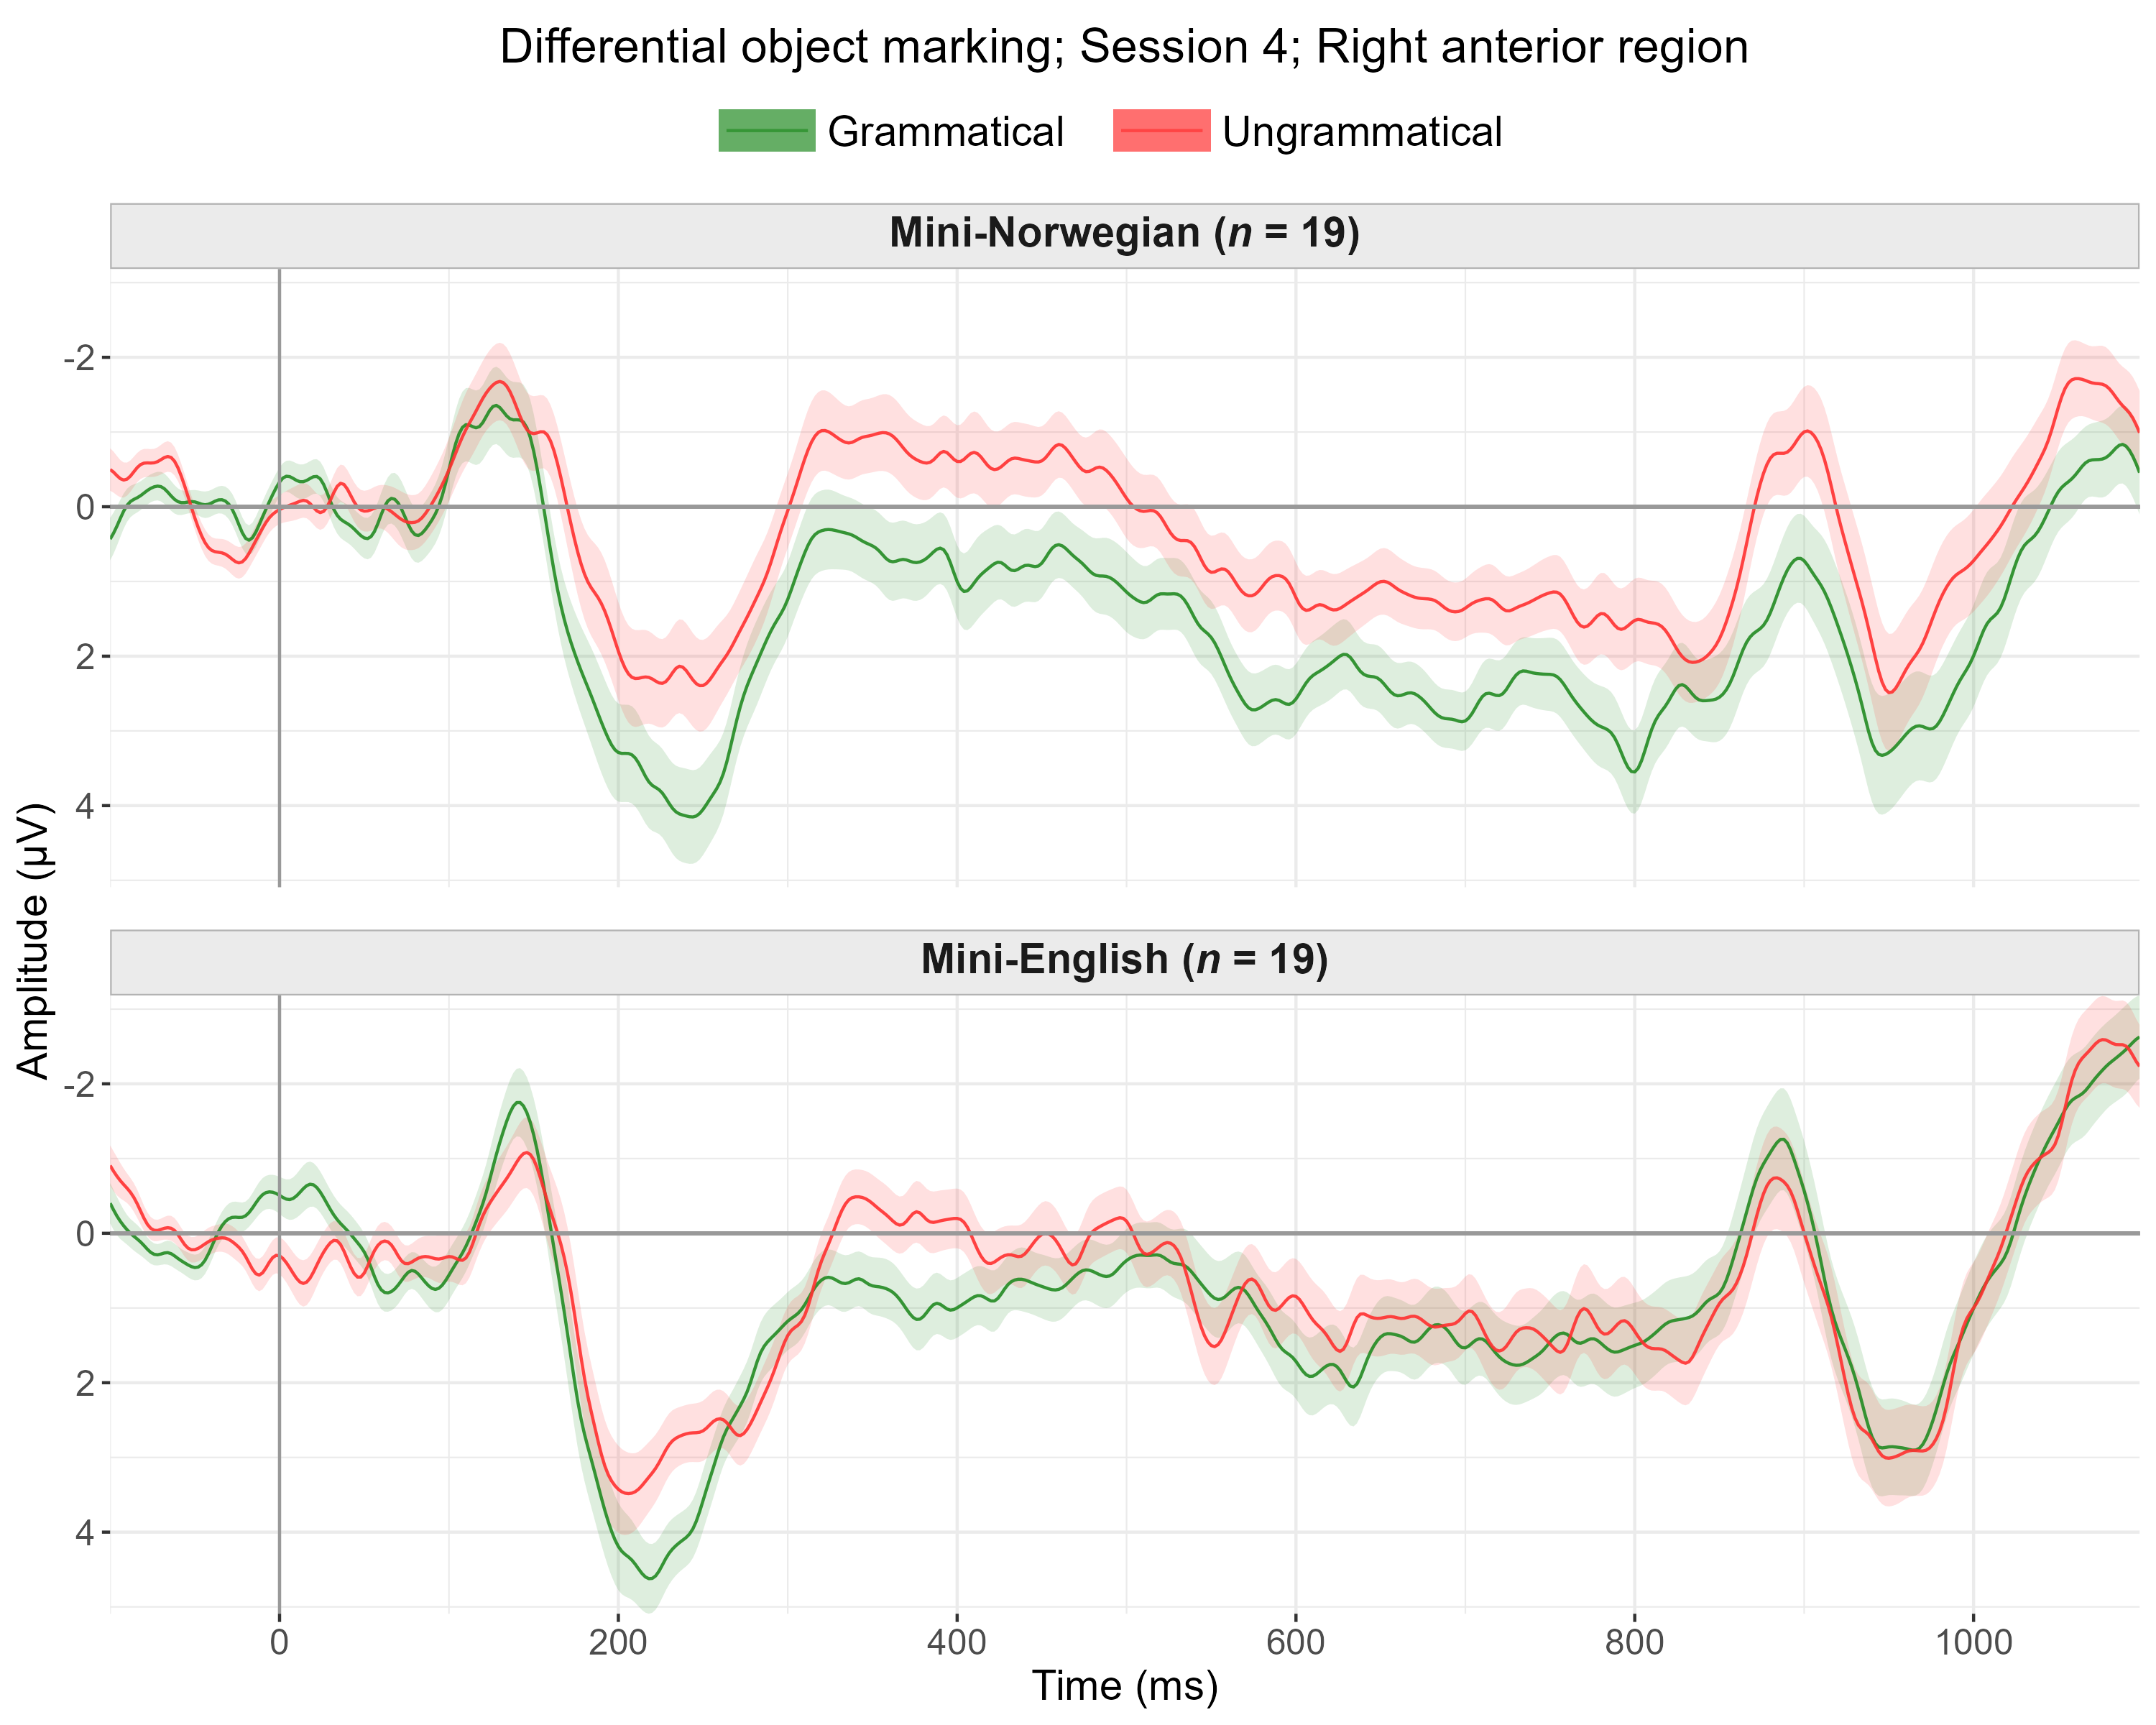 Differential object marking; Session 4; Right anterior region
Grammatical Ungrammatical
Mini-Norwegian (n = 19)
-2
0
2
4
Amplitude (µV)
Mini-English (n = 19)
-2
0
2
4
0 200 400 600 800 1000
Time (ms)